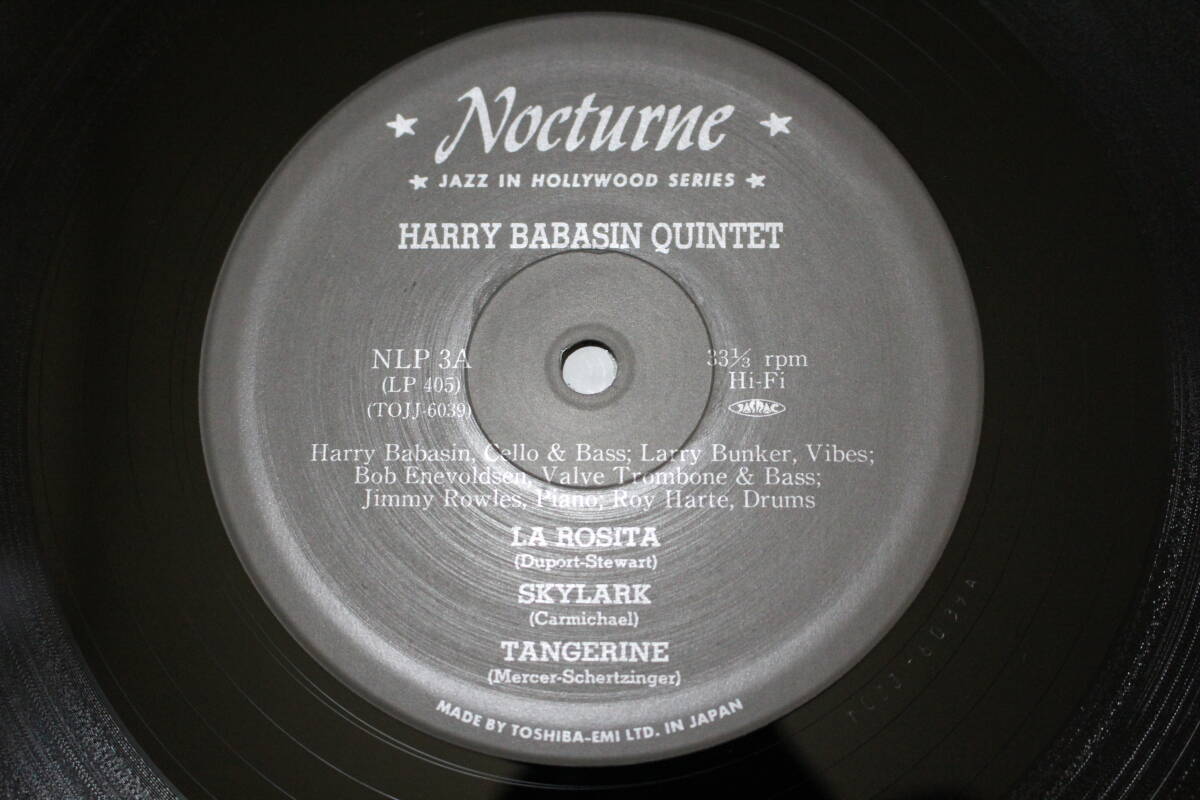 Nocturne
JAZZ IN HOLLYWOOD SERIES
HARRY BABASIN QUINTET
NLP 3A
(LP 405)
(TOJJ-6039)
33⅓ rpm
Hi-Fi
JASRAC
Harry Babasin, Cello & Bass; Larry Bunker, Vibes;
Bob Enevoldsen, Valve Trombone & Bass;
Jimmy Rowles, Piano; Roy Harte, Drums
LA ROSITA
(Duport-Stewart)
SKYLARK
(Carmichael)
TANGERINE
(Mercer-Schertzinger)
MADE BY TOSHIBA-EMI LTD. IN JAPAN